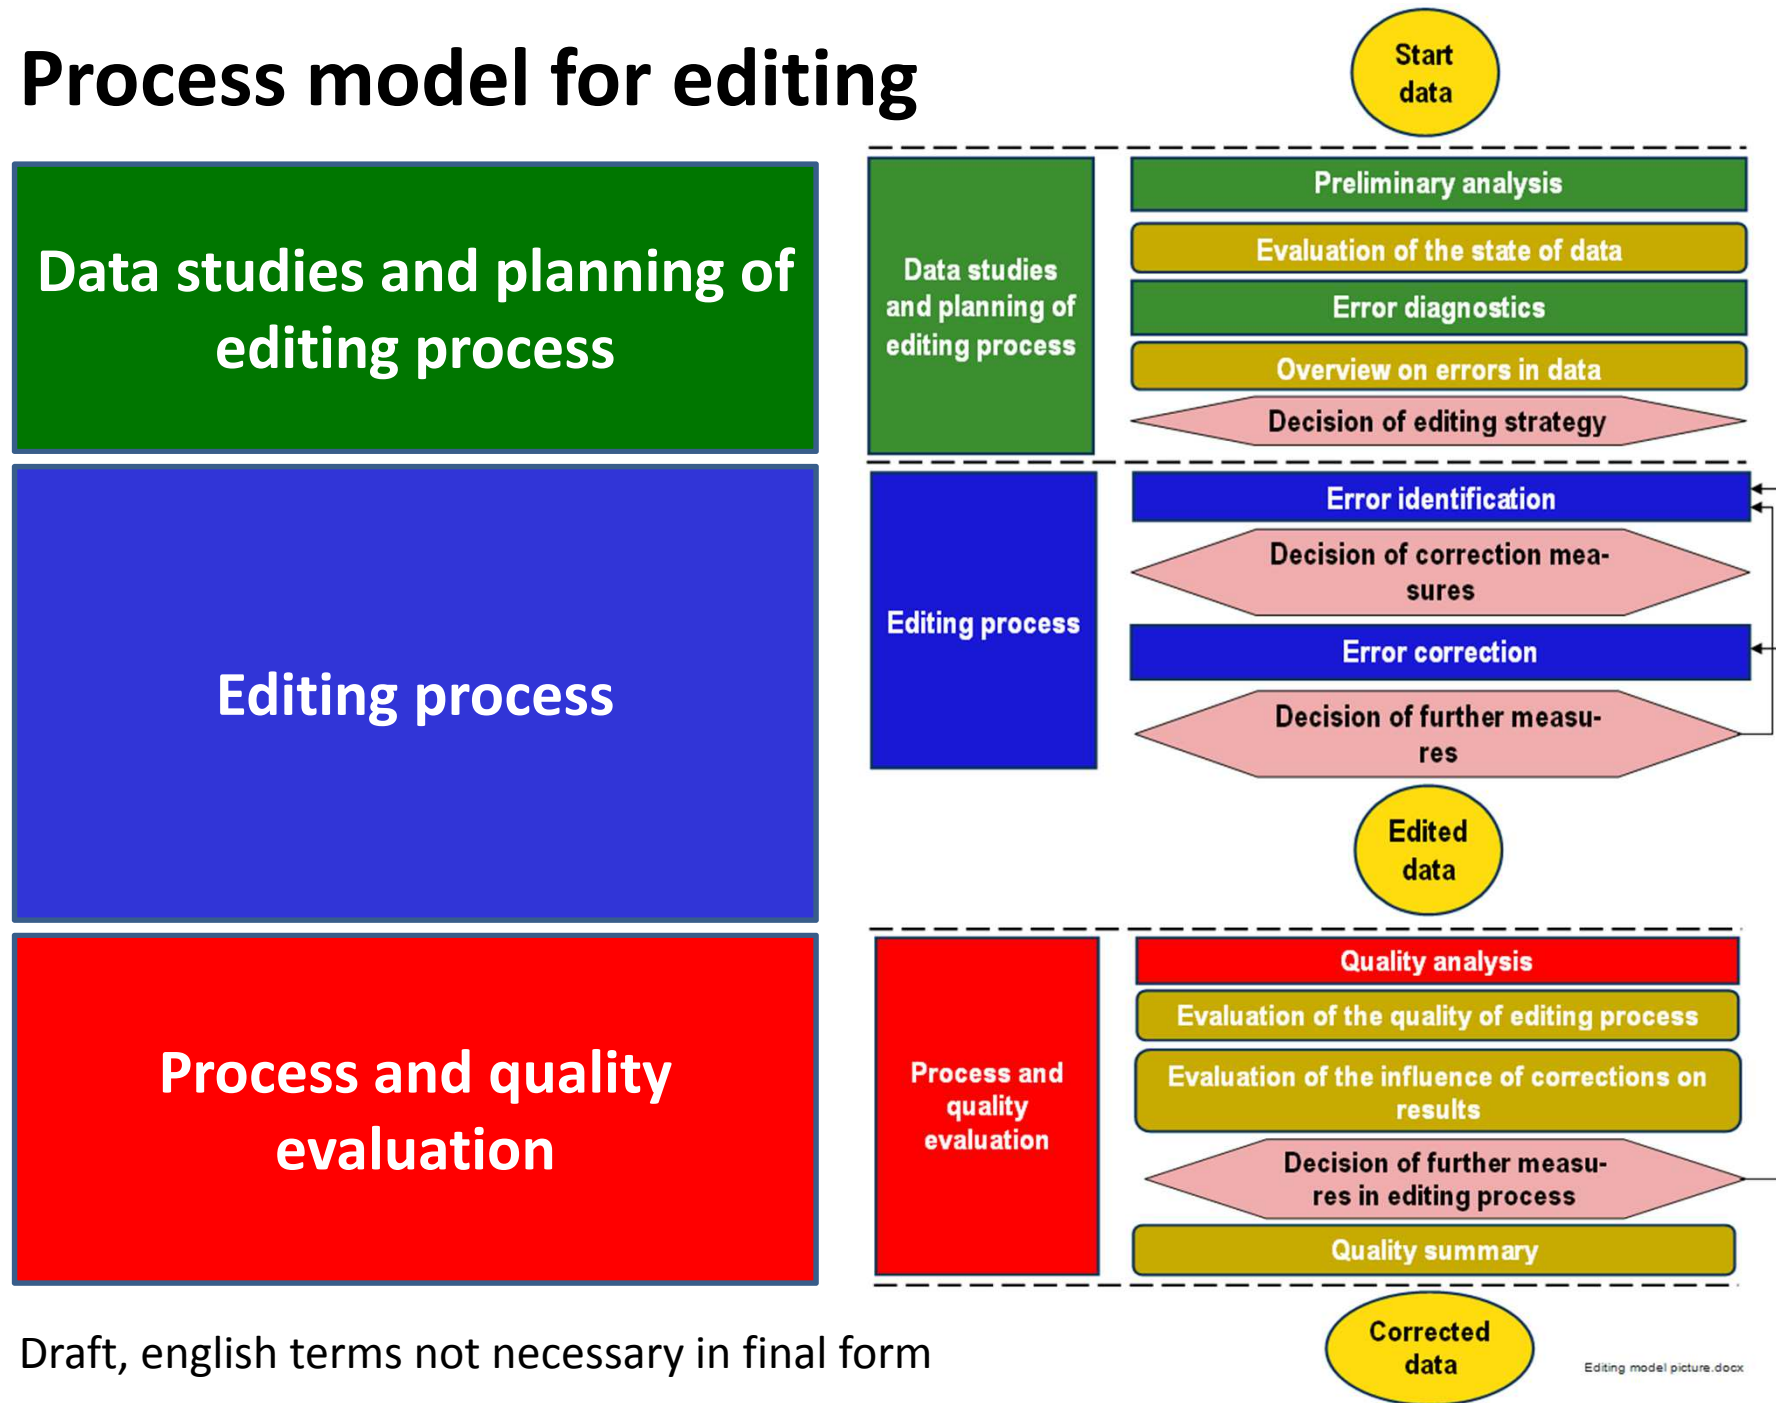 Process model for editing
Data studies and planning of
editing process
Editing process
Process and quality
evaluation
Draft, english terms not necessary in final form
Start
data
Data studies
and planning of
editing process
Preliminary analysis
Evaluation of the state of data
Error diagnostics
Overview on errors in data
Decision of editing strategy
Editing process
Error identification
Decision of correction mea-
sures
Error correction
Decision of further measu-
res
Edited
data
Process and
quality
evaluation
Quality analysis
Evaluation of the quality of editing process
Evaluation of the influence of corrections on
results
Decision of further measu-
res in editing process
Quality summary
Corrected
data
Editing model picture.docx